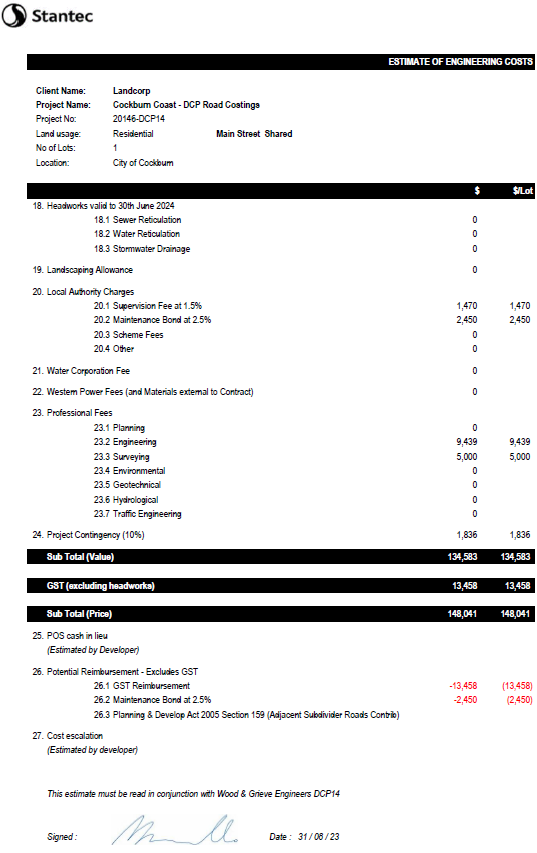 Stantec
ESTIMATE OF ENGINEERING COSTS
Client Name: Landcorp
Project Name: Cockburn Coast - DCP Road Costings
Project No: 20146-DCP14
Land usage: Residential Main Street Shared
No of Lots: 1
Location: City of Cockburn
$ $/Lot
18. Headworks valid to 30th June 2024
18.1 Sewer Reticulation 0
18.2 Water Reticulation 0
18.3 Stormwater Drainage 0
19. Landscaping Allowance 0
20. Local Authority Charges
20.1 Supervision Fee at 1.5% 1,470 1,470
20.2 Maintenance Bond at 2.5% 2,450 2,450
20.3 Scheme Fees 0
20.4 Other 0
21. Water Corporation Fee 0
22. Western Power Fees (and Materials external to Contract) 0
23. Professional Fees
23.1 Planning 0
23.2 Engineering 9,439 9,439
23.3 Surveying 5,000 5,000
23.4 Environmental 0
23.5 Geotechnical 0
23.6 Hydrological 0
23.7 Traffic Engineering 0
24. Project Contingency (10%) 1,836 1,836
Sub Total (Value) 134,583 134,583
GST (excluding headworks) 13,458 13,458
Sub Total (Price) 148,041 148,041
25. POS cash in lieu
(Estimated by Developer)
26. Potential Reimbursement - Excludes GST
26.1 GST Reimbursement -13,458 (13,458)
26.2 Maintenance Bond at 2.5% -2,450 (2,450)
26.3 Planning & Develop Act 2005 Section 159 (Adjacent Subdivider Roads Contrib)
27. Cost escalation
(Estimated by developer)
This estimate must be read in conjunction with Wood & Grieve Engineers DCP14
Signed : Date : 31 / 08 / 23